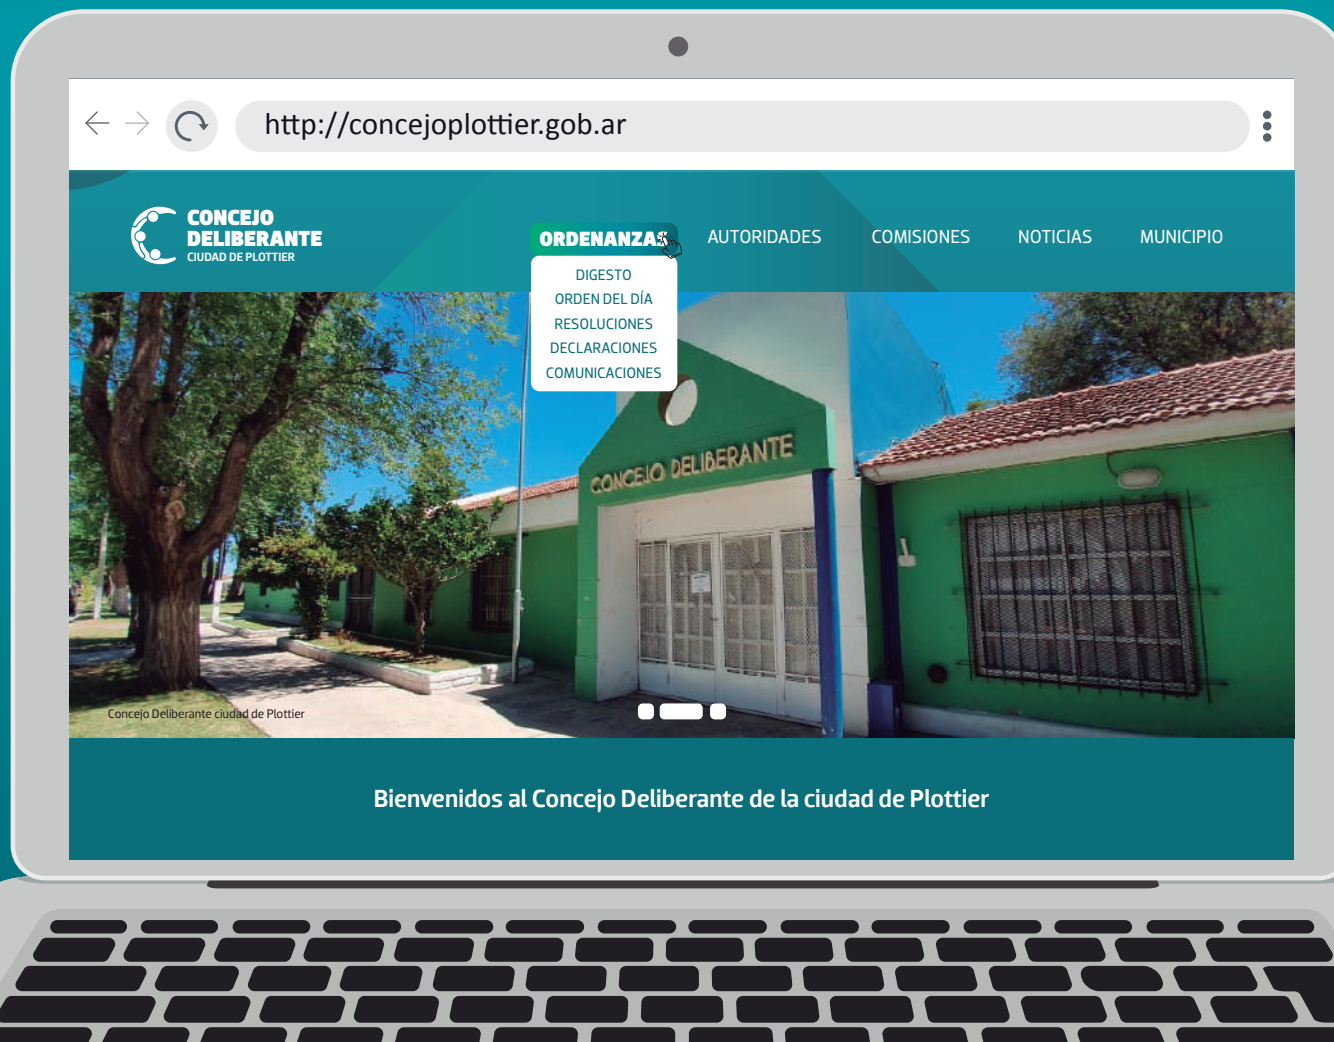 http://concejoplottier.gob.ar
CONCEJO
DELIBERANTE
CIUDAD DE PLOTTIER
ORDENANZAS
AUTORIDADES
COMISIONES
NOTICIAS
MUNICIPIO
DIGESTO
ORDEN DEL DÍA
RESOLUCIONES
DECLARACIONES
COMUNICACIONES
CONCEJO DELIBERANTE
Concejo Deliberante ciudad de Plottier
Bienvenidos al Concejo Deliberante de la ciudad de Plottier